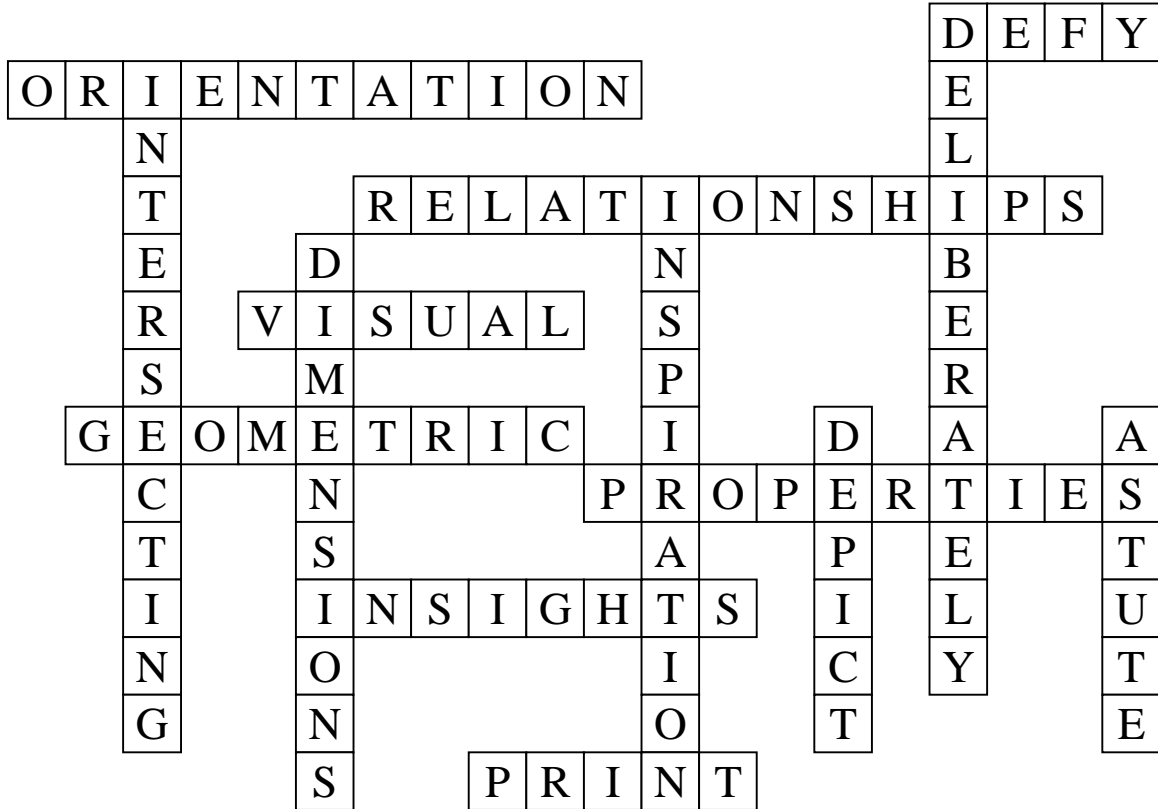 DEFY
DELIBERATELY
ORIENTATION
INTERSECTING
RELATIONSHIPS
INSPIRATION
DIMENSIONS
VISUAL
GEOMETRIC
DEPICT
ASTUTE
PROPERTIES
INSIGHTS
PRINT